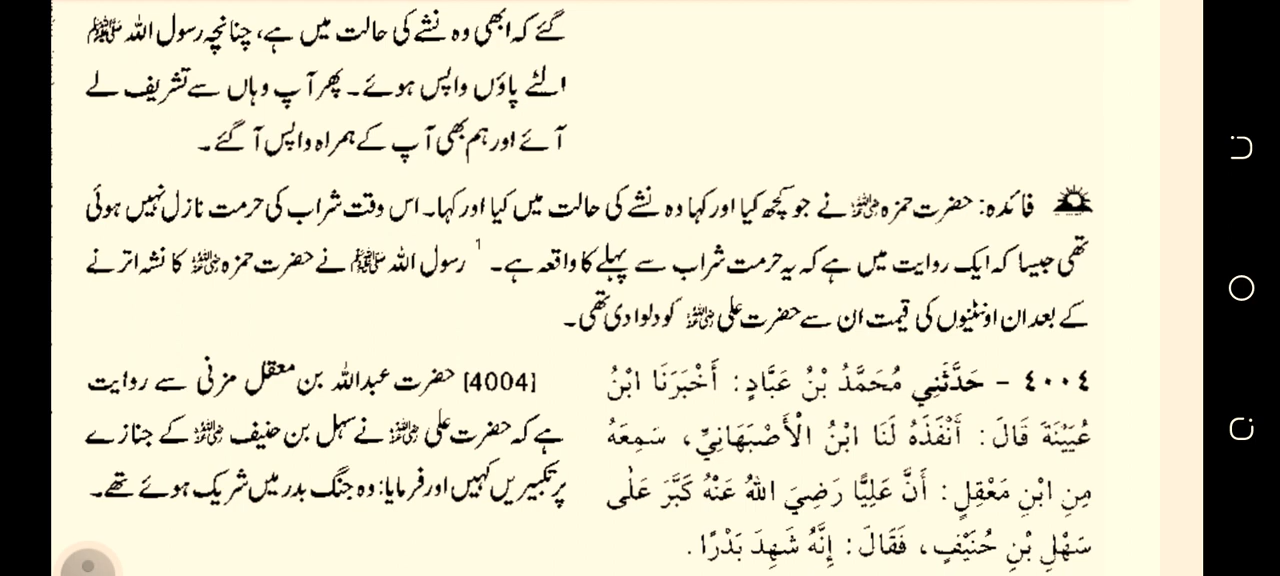 گئے کہ ابھی وہ نشے کی حالت میں ہے، چنانچہ رسول اللہ ﷺ
الٹے پاؤں واپس ہوئے۔ پھر آپ وہاں سے تشریف لے
آئے اور ہم بھی آپ کے ہمراہ واپس آ گئے۔
فائدہ: حضرت حمزہ رضی اللہ عنہ نے جو کچھ کیا اور کہا وہ نشے کی حالت میں کیا اور کہا۔ اس وقت شراب کی حرمت نازل نہیں ہوئی
تھی جیسا کہ ایک روایت میں ہے کہ یہ حرمت شراب سے پہلے کا واقعہ ہے۔ 1 رسول اللہ ﷺ نے حضرت حمزہ رضی اللہ عنہ کا نشہ اترنے
کے بعد ان اونٹنیوں کی قیمت ان سے حضرت علی رضی اللہ عنہ کو دلوا دی تھی۔
٤٠٠٤ - حَدَّثَنِي مُحَمَّدُ بْنُ عَبَّادٍ: أَخْبَرَنَا ابْنُ
عُيَيْنَةَ قَالَ: أَنْفَذَهُ لَنَا ابْنُ الْأَصْبَهَانِيِّ، سَمِعَهُ
مِنِ ابْنِ مَعْقِلٍ: أَنَّ عَلِيًّا رَضِيَ اللهُ عَنْهُ كَبَّرَ عَلٰى
سَهْلِ بْنِ حُنَيْفٍ، فَقَالَ: إِنَّهُ شَهِدَ بَدْرًا.
[4004] حضرت عبداللہ بن معقل مزنی سے روایت
ہے کہ حضرت علی رضی اللہ عنہ نے سہل بن حنیف رضی اللہ عنہ کے جنازے
پر تکبیریں کہیں اور فرمایا: وہ جنگ بدر میں شریک ہوئے تھے۔